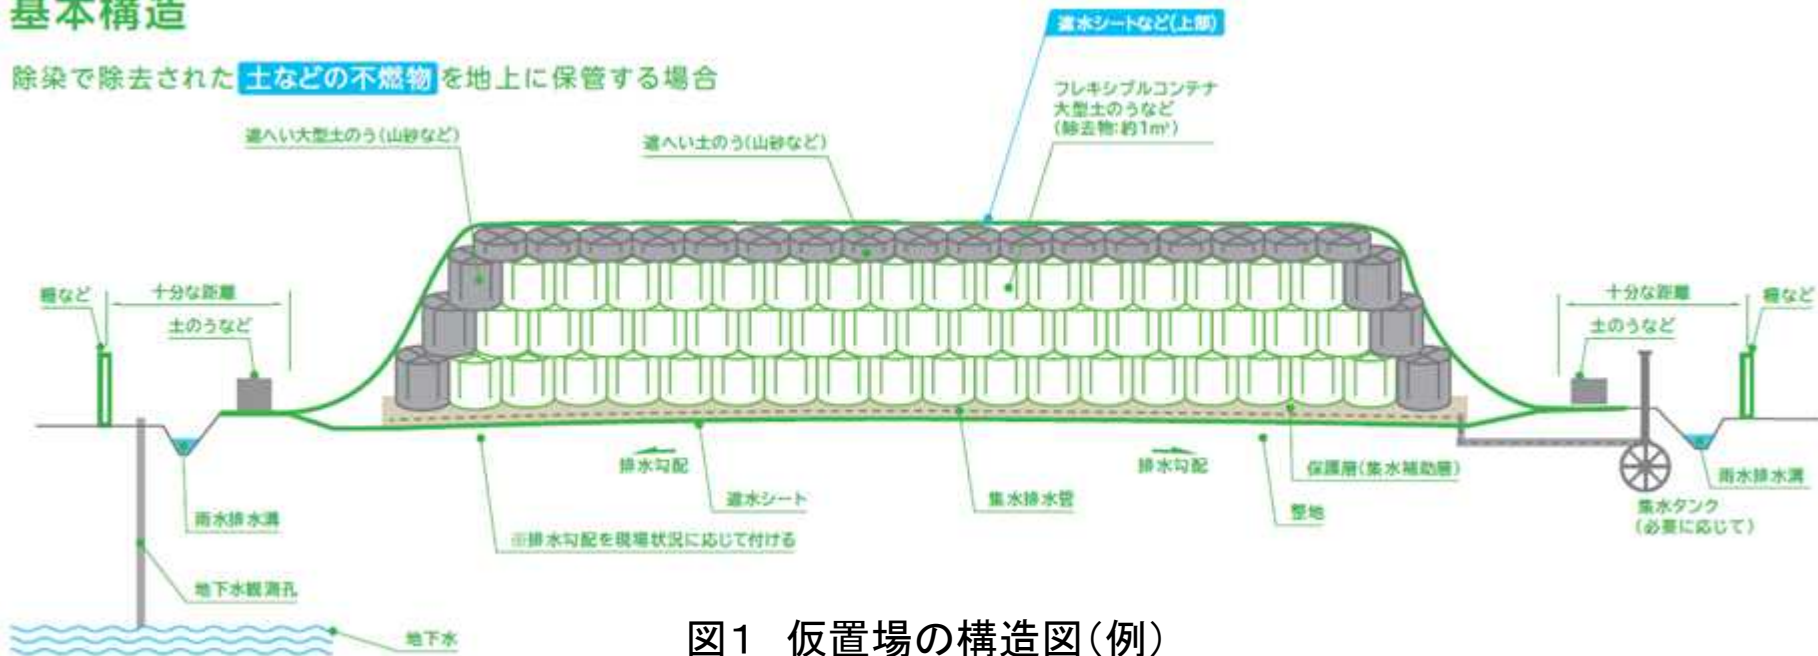 基本構造
除染で除去された 土などの不燃物 を地上に保管する場合
遮水シートなど(上部)
フレキシブルコンテナ
大型土のうなど
(除去物:約1m³)
遮へい大型土のう(山砂など)
遮へい土のう(山砂など)
柵など
十分な距離
土のうなど
十分な距離
柵など
土のうなど
排水勾配
排水勾配
保護層(集水補助層)
雨水排水溝
遮水シート
集水排水管
整地
集水タンク
(必要に応じて)
雨水排水溝
※排水勾配を現場状況に応じて付ける
地下水観測孔
地下水
図1 仮置場の構造図(例)